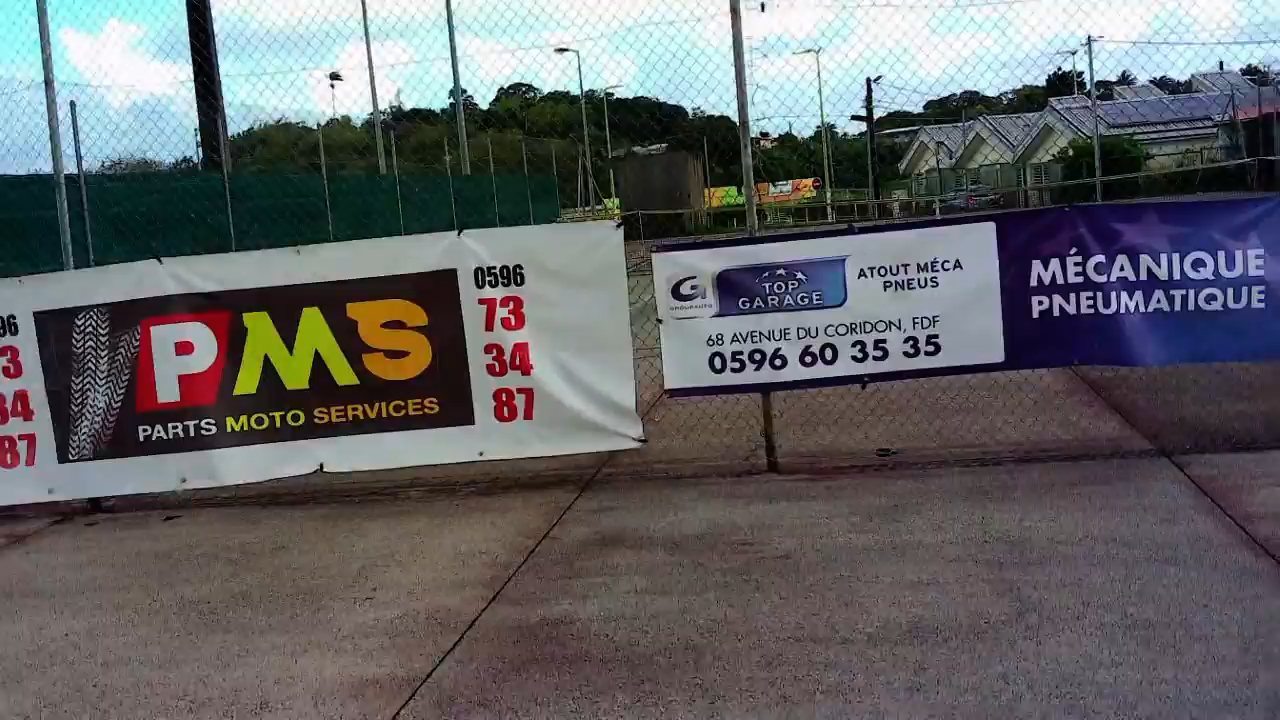 96
3
34
87
PMS
PARTS MOTO SERVICES
0596
73
34
87
G
GROUPAUTO
TOP
GARAGE
ATOUT MÉCA
PNEUS
68 AVENUE DU CORIDON, FDF
0596 60 35 35
MÉCANIQUE
PNEUMATIQUE